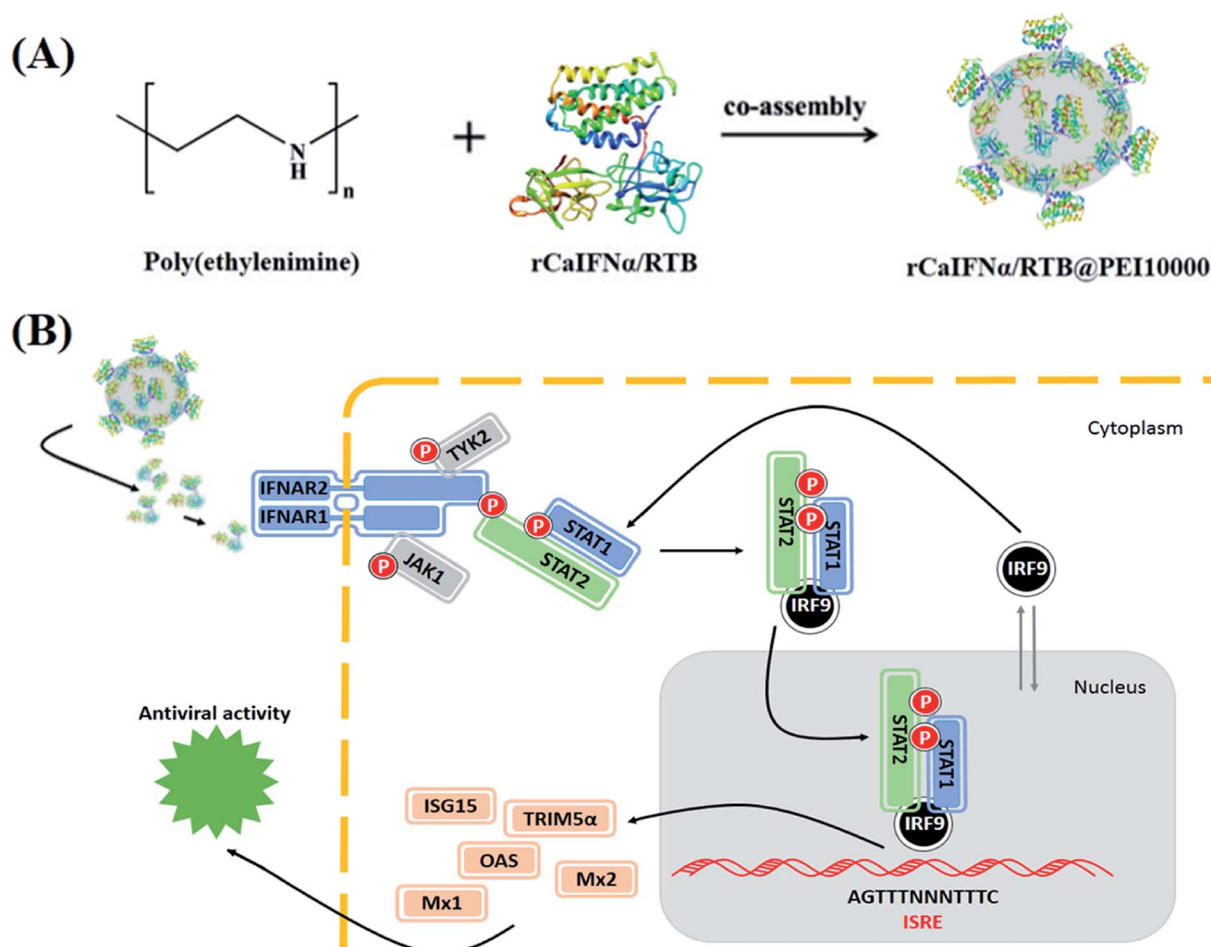 (A)
N
H
n
+
co-assembly
Poly(ethylenimine)
rCaIFNα/RTB
rCaIFNα/RTB@PEI10000
(B)
Cytoplasm
P
TYK2
IFNAR2
IFNAR1
P
P
STAT1
STAT2
P
JAK1
P
P
STAT2
STAT1
IRF9
IRF9
Nucleus
P
P
STAT2
STAT1
IRF9
Antiviral activity
ISG15
TRIM5α
OAS
Mx2
Mx1
AGTTTNNNTTTC
ISRE